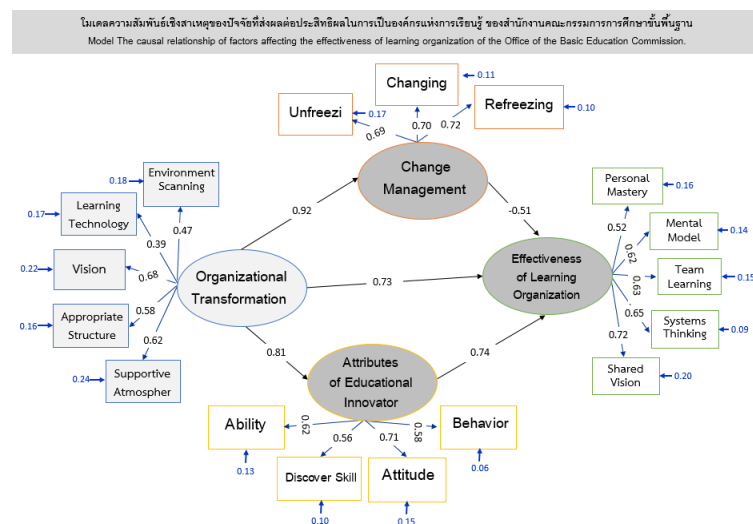 โมเดลความสัมพันธ์เชิงสาเหตุของปัจจัยที่ส่งผลต่อประสิทธิผลในการเป็นองค์กรแห่งการเรียนรู้ ของสำนักงานคณะกรรมการการศึกษาขั้นพื้นฐาน
Model The causal relationship of factors affecting the effectiveness of learning organization of the Office of the Basic Education Commission.
Changing
0.11
Unfreezi
0.17
Refreezing
0.10
0.69
0.70
0.72
Change
Management
0.18
Environment
Scanning
0.17
Learning
Technology
0.22
Vision
0.16
Appropriate
Structure
0.24
Supportive
Atmospher
0.47
0.39
0.68
0.58
0.62
Organizational
Transformation
0.92
0.73
0.81
-0.51
0.74
Effectiveness
of Learning
Organization
Personal
Mastery
0.16
Mental
Model
0.14
Team
Learning
0.15
Systems
Thinking
0.09
Shared
Vision
0.20
0.52
0.62
0.63
0.65
0.72
Attributes
of Educational
Innovator
0.62
0.56
0.71
0.58
Ability
0.13
Discover Skill
0.10
Attitude
0.15
Behavior
0.06